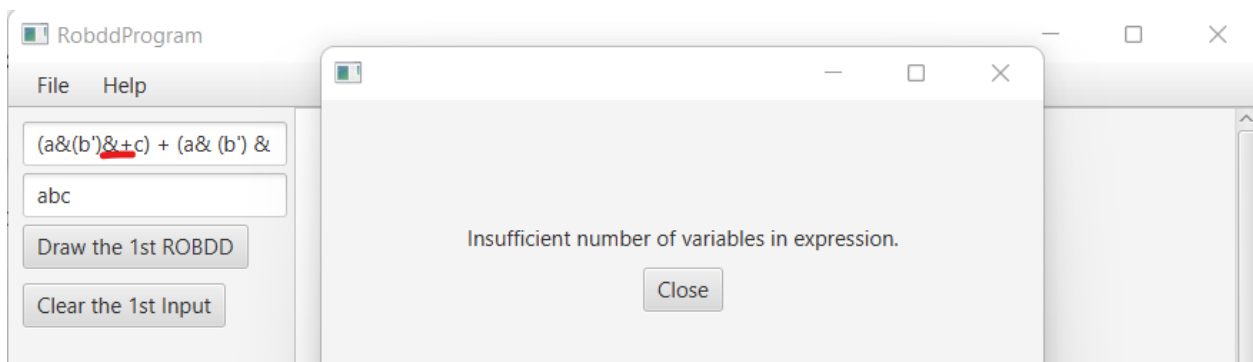 RobddProgram
File Help
(a&(b')&+c) + (a& (b') &
abc
Draw the 1st ROBDD
Clear the 1st Input
Insufficient number of variables in expression.
Close